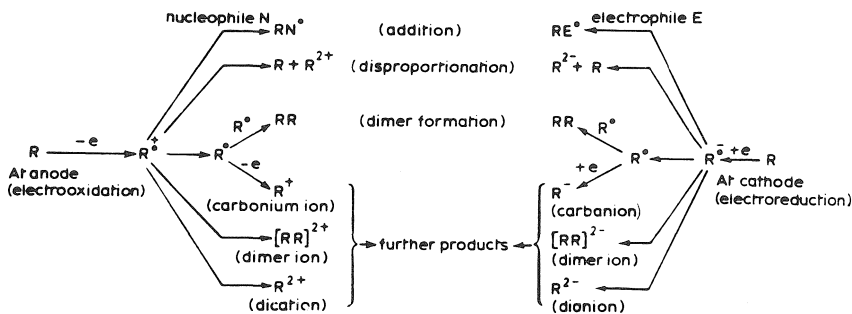 nucleophile N electrophile E
RN• (addition) RE•
R + R²⁺ (disproportionation) R²⁻ + R
RR R• (dimer formation) RR R•
R −e R•⁺ R• −e +e R• R•⁻ +e R
At anode (electrooxidation)
At cathode (electroreduction)
R⁺ (carbonium ion)
R⁻ (carbanion)
[RR]²⁺ (dimer ion)
further products
[RR]²⁻ (dimer ion)
R²⁺ (dication)
R²⁻ (dianion)